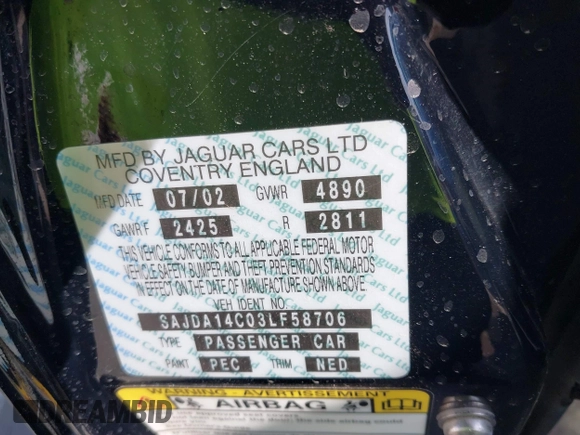 MFD BY JAGUAR CARS LTD
COVENTRY ENGLAND
MFD DATE 07/02 GVWR 4890
GAWR F 2425 R 2811
THIS VEHICLE CONFORMS TO ALL APPLICABLE FEDERAL MOTOR
VEHICLE SAFETY BUMPER AND THEFT PREVENTION STANDARDS
IN EFFECT ON THE DATE OF MANUFACTURE SHOWN ABOVE
VEH IDENT NO
SAJDA14C03LF58706
TYPE PASSENGER CAR
PAINT PEC TRIM NED
WARNING AVERTISSEMENT
AIRBAG
DREAMBID